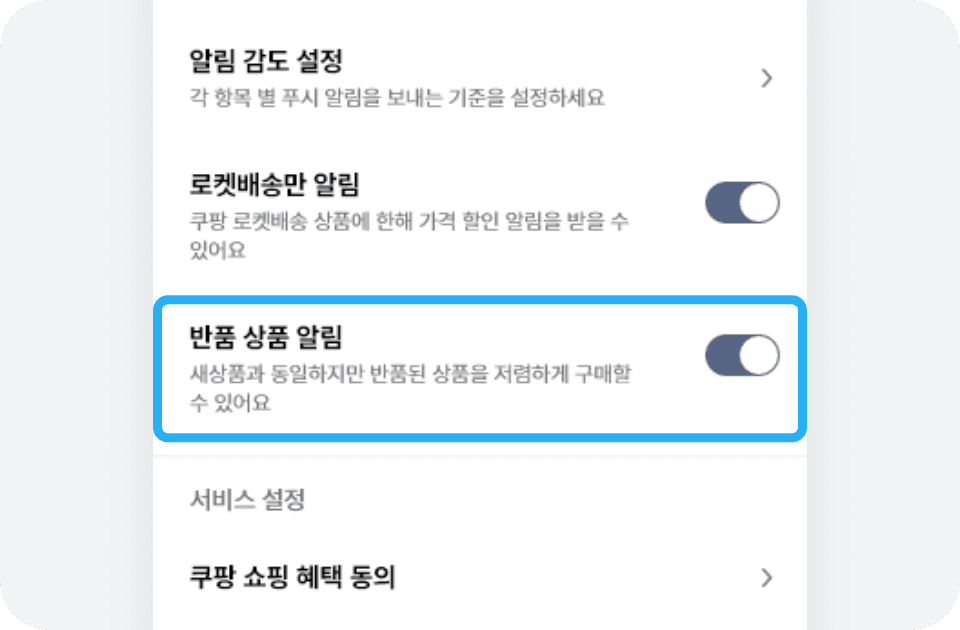 알림 감도 설정
각 항목 별 푸시 알림을 보내는 기준을 설정하세요
로켓배송만 알림
쿠팡 로켓배송 상품에 한해 가격 할인 알림을 받을 수
있어요
반품 상품 알림
새상품과 동일하지만 반품된 상품을 저렴하게 구매할
수 있어요
서비스 설정
쿠팡 쇼핑 혜택 동의